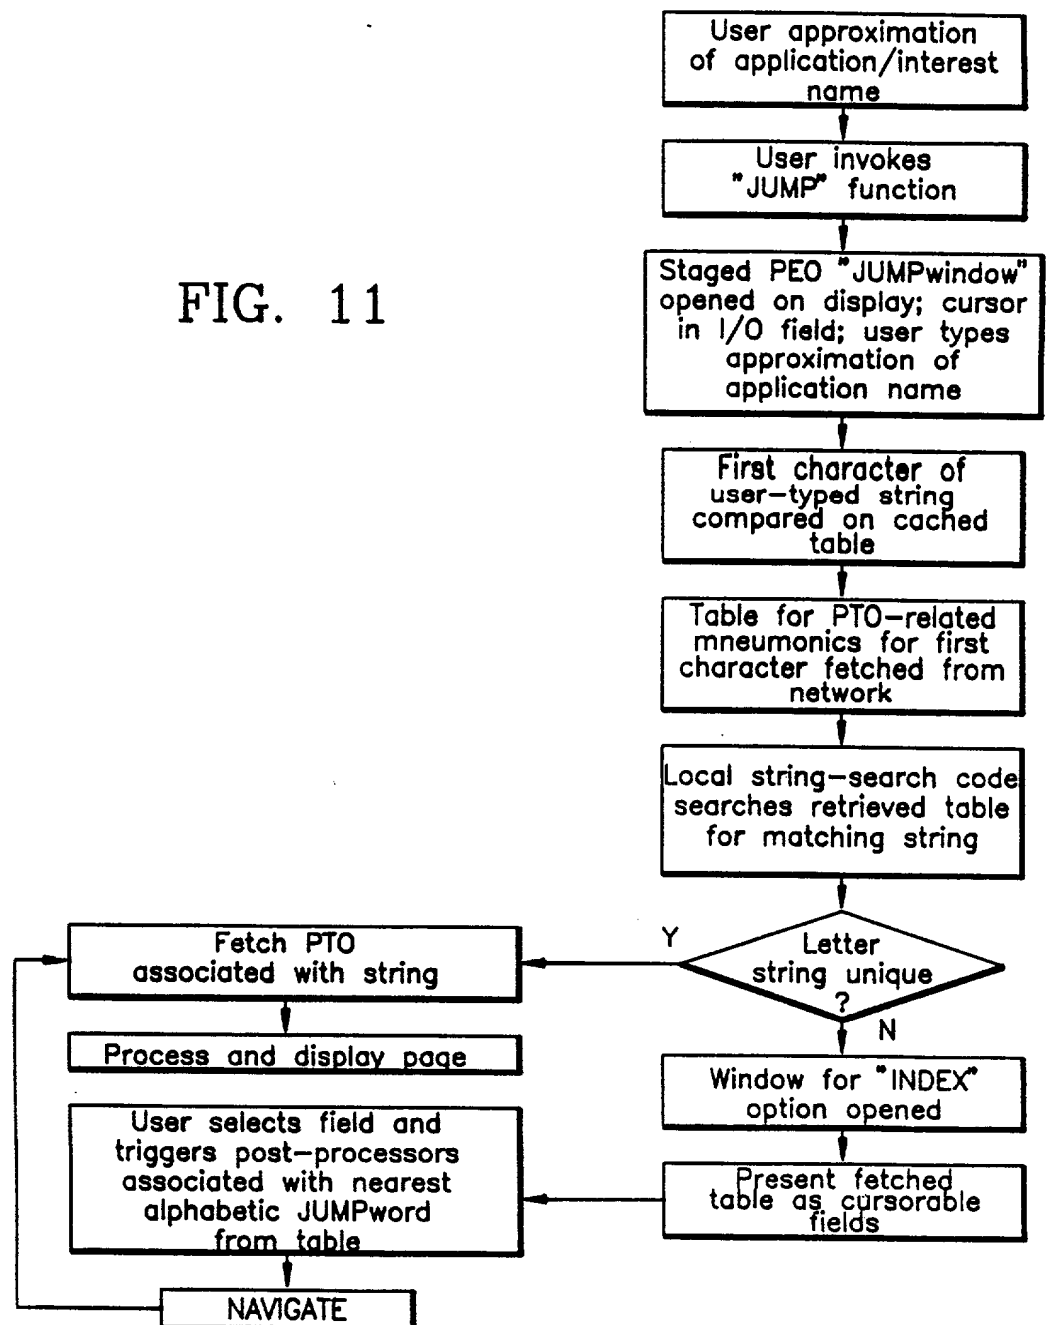 User approximation
of application/interest
name
User invokes
"JUMP" function
FIG. 11
Staged PEO "JUMPwindow"
opened on display; cursor
in I/O field; user types
approximation of
application name
First character of
user-typed string
compared on cached
table
Table for PTO-related
mneumonics for first
character fetched from
network
Local string-search code
searches retrieved table
for matching string
Letter
string unique
?
Y
N
Fetch PTO
associated with string
Process and display page
Window for "INDEX"
option opened
Present fetched
table as cursorable
fields
User selects field and
triggers post-processors
associated with nearest
alphabetic JUMPword
from table
NAVIGATE